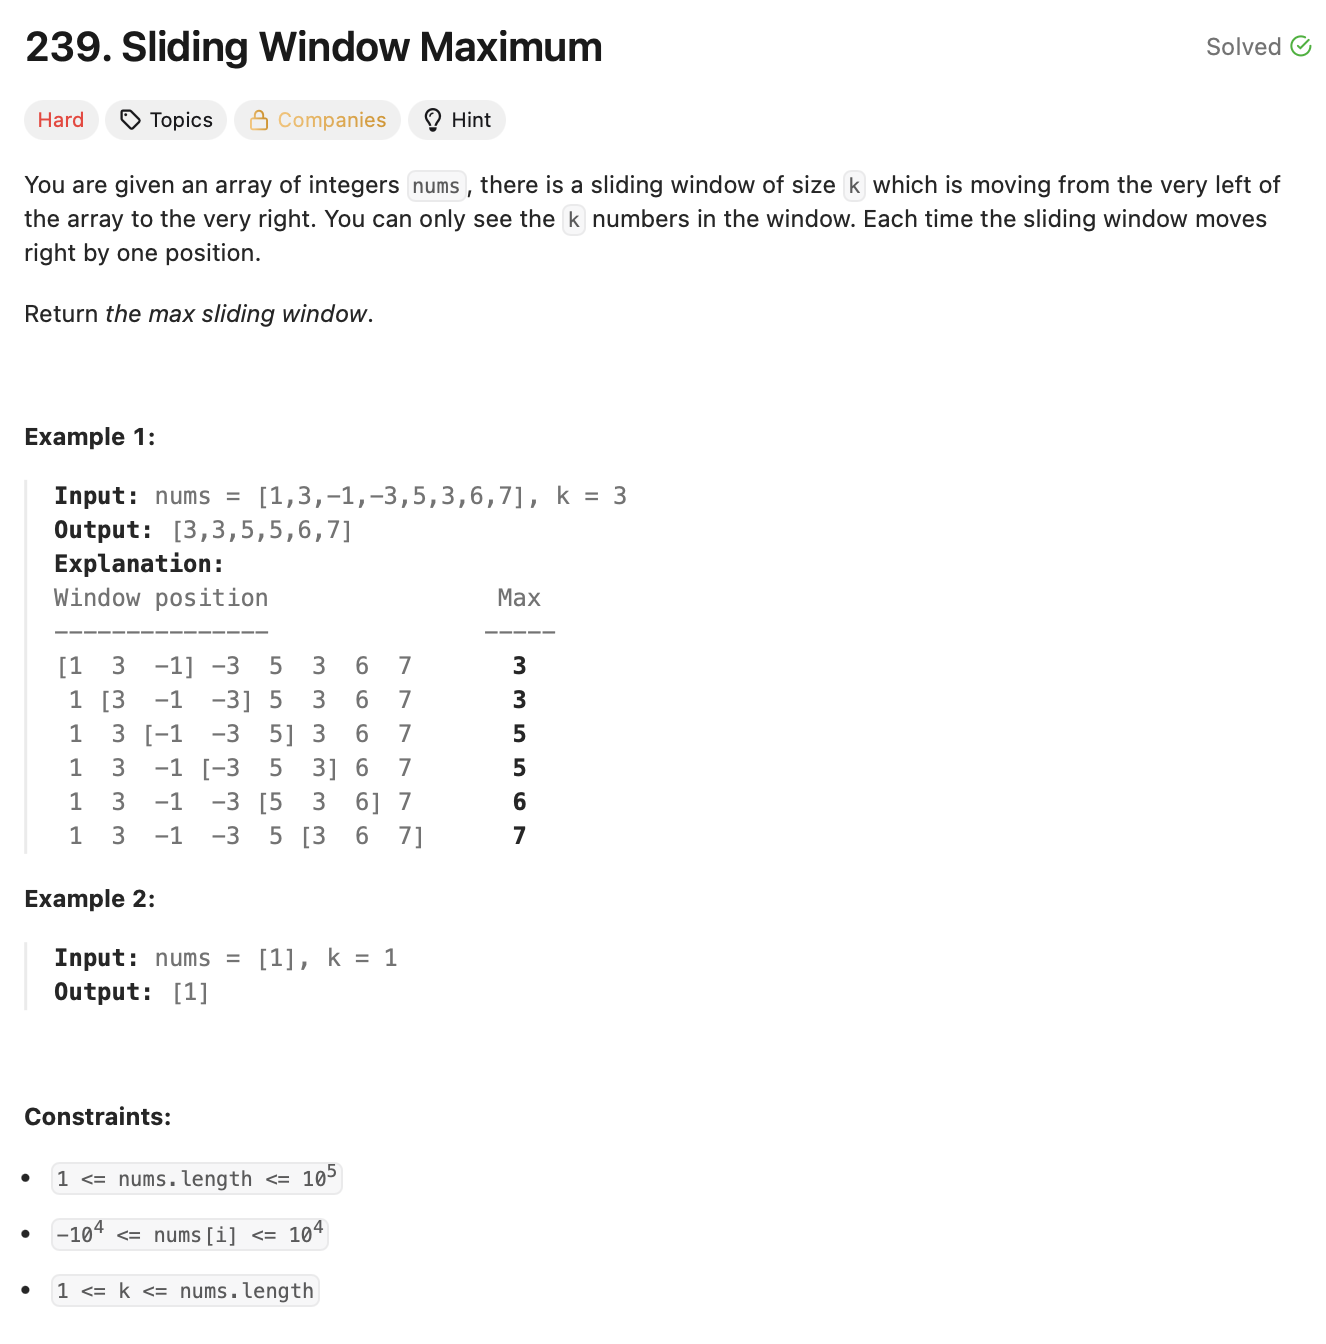 239. Sliding Window Maximum
Solved
Hard Topics Companies Hint
You are given an array of integers nums, there is a sliding window of size k which is moving from the very left of
the array to the very right. You can only see the k numbers in the window. Each time the sliding window moves
right by one position.
Return the max sliding window.
Example 1:
Input: nums = [1,3,-1,-3,5,3,6,7], k = 3
Output: [3,3,5,5,6,7]
Explanation:
Window position                Max
---------------               -----
[1  3  -1] -3  5  3  6  7       3
 1 [3  -1  -3] 5  3  6  7       3
 1  3 [-1  -3  5] 3  6  7       5
 1  3  -1 [-3  5  3] 6  7       5
 1  3  -1  -3 [5  3  6] 7       6
 1  3  -1  -3  5 [3  6  7]      7
Example 2:
Input: nums = [1], k = 1
Output: [1]
Constraints:
• 1 <= nums.length <= 10⁵
• -10⁴ <= nums[i] <= 10⁴
• 1 <= k <= nums.length